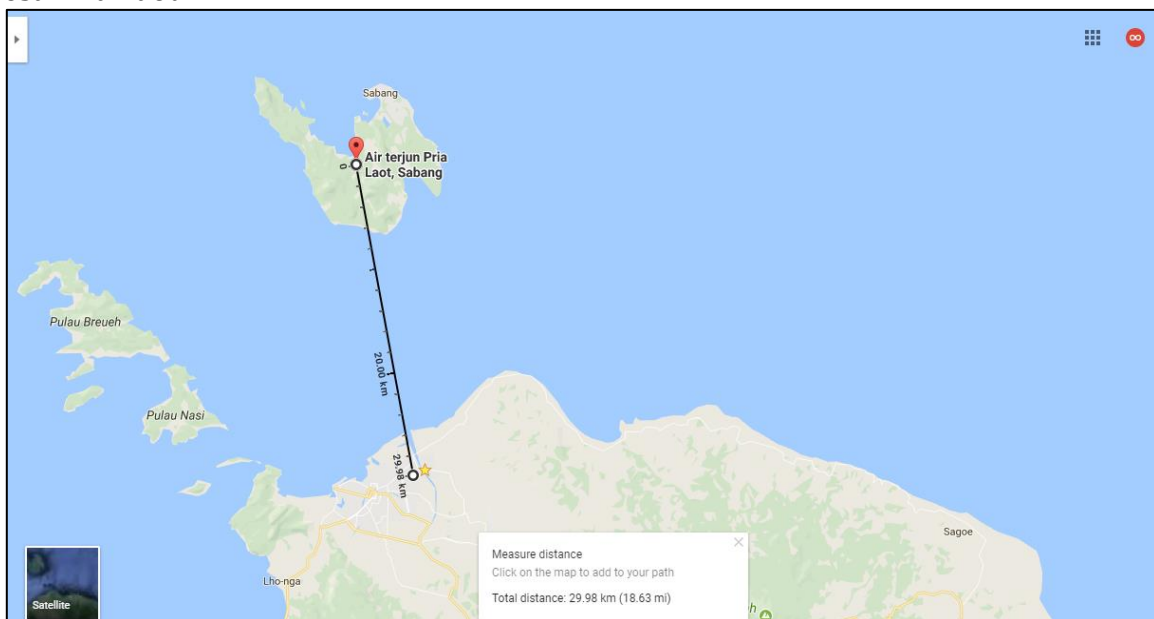 Sabang
Air terjun Pria
Laot, Sabang
0
Pulau Breueh
20.00 km
Pulau Nasi
29.98 km
Sagoe
Lho-nga
Measure distance
Click on the map to add to your path
Total distance: 29.98 km (18.63 mi)
Satellite